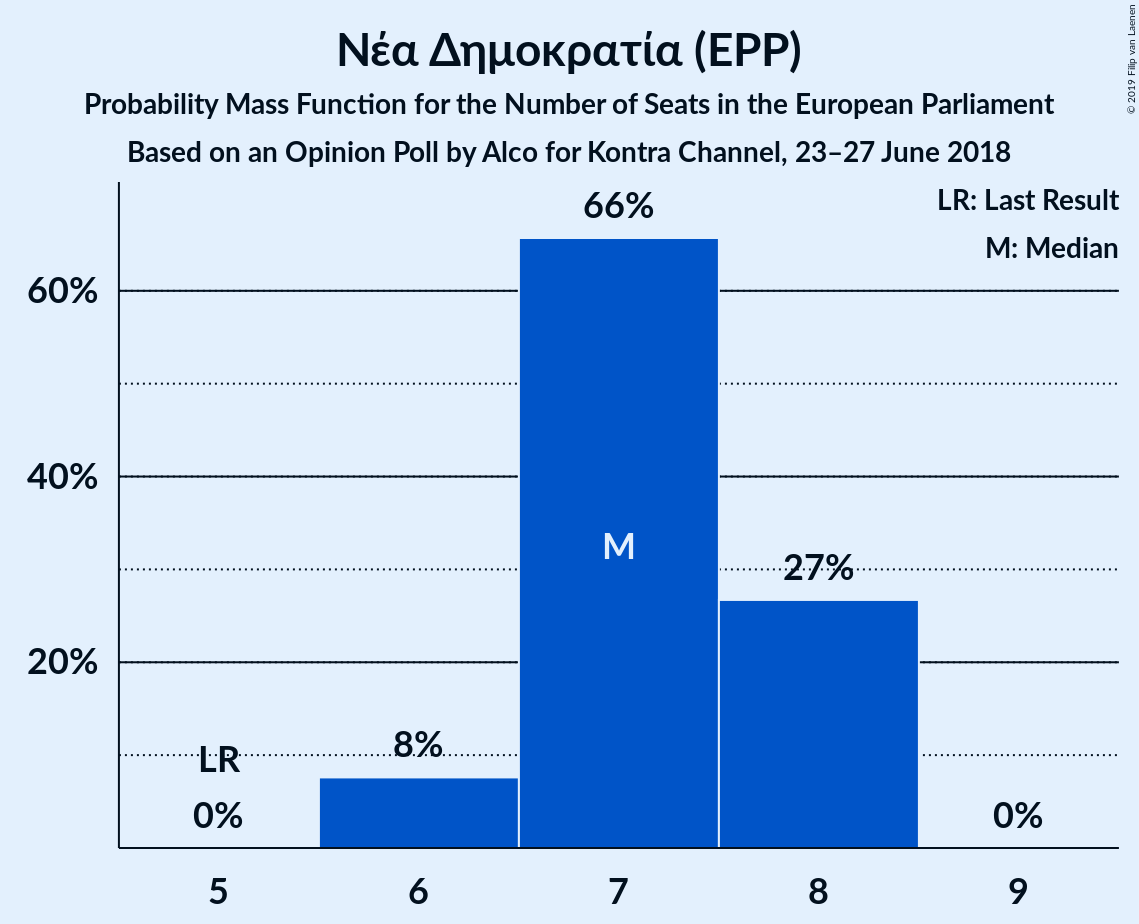 Νέα Δημοκρατία (EPP)
Probability Mass Function for the Number of Seats in the European Parliament
Based on an Opinion Poll by Alco for Kontra Channel, 23–27 June 2018
© 2019 Filip van Laenen
LR: Last Result
M: Median
66%
60%
40%
20%
M
27%
LR
8%
0%
0%
5
6
7
8
9